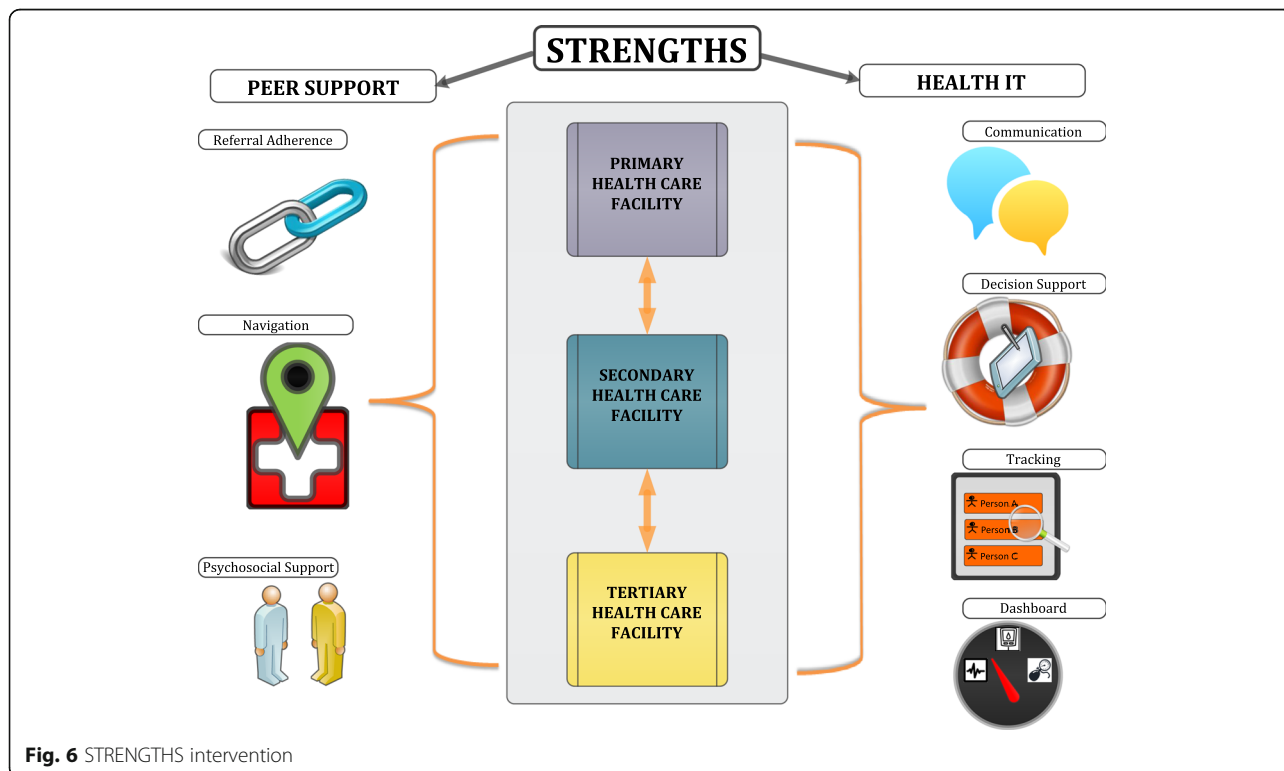 STRENGTHS
PEER SUPPORT
HEALTH IT
Referral Adherence
Navigation
Psychosocial Support
PRIMARY
HEALTH CARE
FACILITY
SECONDARY
HEALTH CARE
FACILITY
TERTIARY
HEALTH CARE
FACILITY
Communication
Decision Support
Tracking
Person A
Person B
Person C
Dashboard
Fig. 6 STRENGTHS intervention